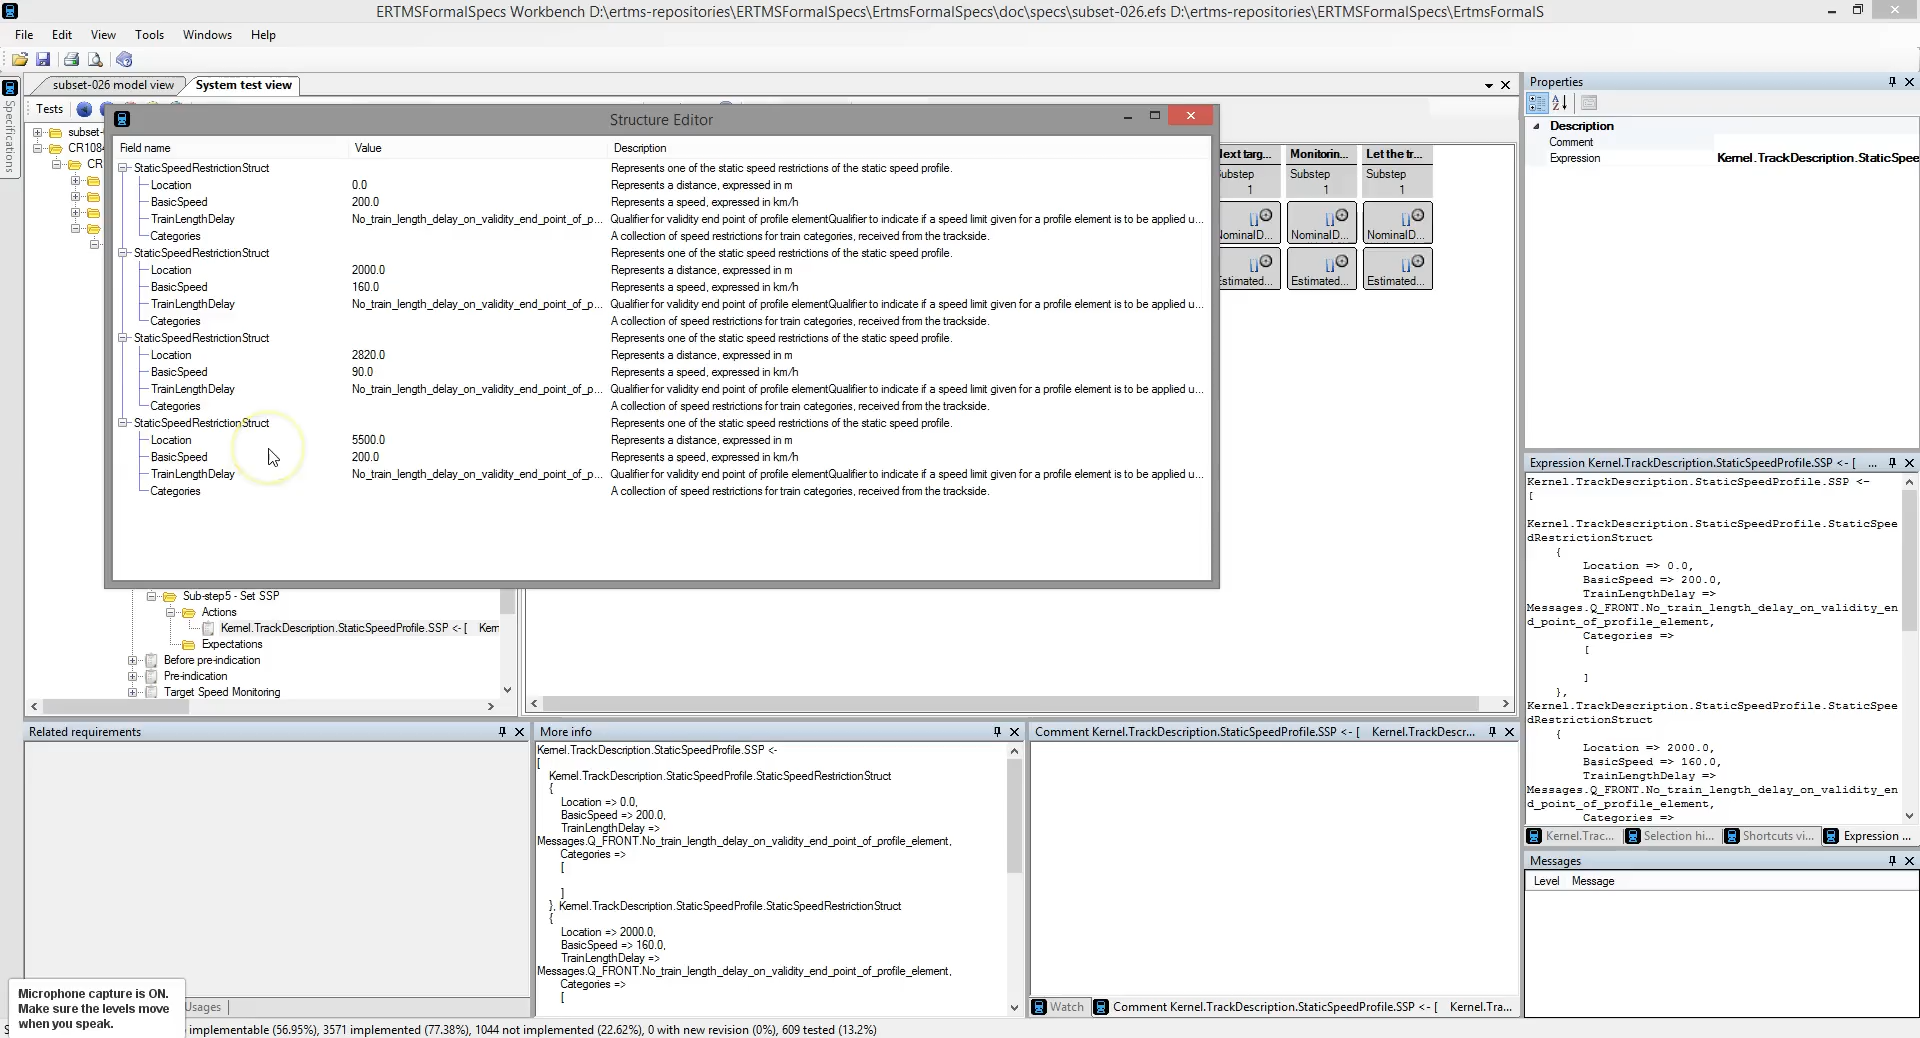 ERTMSFormalSpecs Workbench D:\ertms-repositories\ERTMSFormalSpecs\ErtmsFormalSpecs\doc\specs\subset-026.efs D:\ertms-repositories\ERTMSFormalSpecs\ErtmsFormalS
File Edit View Tools Windows Help
subset-026 model view System test view
Specifications
Tests
subset-
CR1084
CR
Structure Editor
Field name Value Description
StaticSpeedRestrictionStruct Represents one of the static speed restrictions of the static speed profile.
Location 0.0 Represents a distance, expressed in m
BasicSpeed 200.0 Represents a speed, expressed in km/h
TrainLengthDelay No_train_length_delay_on_validity_end_point_of_p... Qualifier for validity end point of profile elementQualifier to indicate if a speed limit given for a profile element is to be applied u...
Categories A collection of speed restrictions for train categories, received from the trackside.
StaticSpeedRestrictionStruct Represents one of the static speed restrictions of the static speed profile.
Location 2000.0 Represents a distance, expressed in m
BasicSpeed 160.0 Represents a speed, expressed in km/h
TrainLengthDelay No_train_length_delay_on_validity_end_point_of_p... Qualifier for validity end point of profile elementQualifier to indicate if a speed limit given for a profile element is to be applied u...
Categories A collection of speed restrictions for train categories, received from the trackside.
StaticSpeedRestrictionStruct Represents one of the static speed restrictions of the static speed profile.
Location 2820.0 Represents a distance, expressed in m
BasicSpeed 90.0 Represents a speed, expressed in km/h
TrainLengthDelay No_train_length_delay_on_validity_end_point_of_p... Qualifier for validity end point of profile elementQualifier to indicate if a speed limit given for a profile element is to be applied u...
Categories A collection of speed restrictions for train categories, received from the trackside.
StaticSpeedRestrictionStruct Represents one of the static speed restrictions of the static speed profile.
Location 5500.0 Represents a distance, expressed in m
BasicSpeed 200.0 Represents a speed, expressed in km/h
TrainLengthDelay No_train_length_delay_on_validity_end_point_of_p... Qualifier for validity end point of profile elementQualifier to indicate if a speed limit given for a profile element is to be applied u...
Categories A collection of speed restrictions for train categories, received from the trackside.
Monitorin... Let the tr...
Substep Substep
1 1 1
NominalD... NominalD...
Estimated... Estimated...
Sub-step5 - Set SSP
Actions
Kernel.TrackDescription.StaticSpeedProfile.SSP <- [ Kern
Expectations
Before pre-indication
Pre-indication
Target Speed Monitoring
Properties
Description
Comment
Expression Kernel.TrackDescription.StaticSpee
Expression Kernel.TrackDescription.StaticSpeedProfile.SSP <- [ ...
Kernel.TrackDescription.StaticSpeedProfile.SSP <-
[
Kernel.TrackDescription.StaticSpeedProfile.StaticSpee
dRestrictionStruct
{
Location => 0.0,
BasicSpeed => 200.0,
TrainLengthDelay =>
Messages.Q_FRONT.No_train_length_delay_on_validity_en
d_point_of_profile_element,
Categories =>
[
]
},
Kernel.TrackDescription.StaticSpeedProfile.StaticSpee
dRestrictionStruct
{
Location => 2000.0,
BasicSpeed => 160.0,
TrainLengthDelay =>
Messages.Q_FRONT.No_train_length_delay_on_validity_en
d_point_of_profile_element,
Categories =>
Kernel.Trac... Selection hi... Shortcuts vi... Expression ...
Messages
Level Message
Related requirements
Usages
More info
Kernel.TrackDescription.StaticSpeedProfile.SSP <-
[
Kernel.TrackDescription.StaticSpeedProfile.StaticSpeedRestrictionStruct
{
Location => 0.0,
BasicSpeed => 200.0,
TrainLengthDelay =>
Messages.Q_FRONT.No_train_length_delay_on_validity_end_point_of_profile_element,
Categories =>
[
]
}, Kernel.TrackDescription.StaticSpeedProfile.StaticSpeedRestrictionStruct
{
Location => 2000.0,
BasicSpeed => 160.0,
TrainLengthDelay =>
Messages.Q_FRONT.No_train_length_delay_on_validity_end_point_of_profile_element,
Categories =>
[
Comment Kernel.TrackDescription.StaticSpeedProfile.SSP <- [ Kernel.TrackDescr...
Watch Comment Kernel.TrackDescription.StaticSpeedProfile.SSP <- [ Kernel.Tra...
Microphone capture is ON.
Make sure the levels move
when you speak.
implementable (56.95%), 3571 implemented (77.38%), 1044 not implemented (22.62%), 0 with new revision (0%), 609 tested (13.2%)